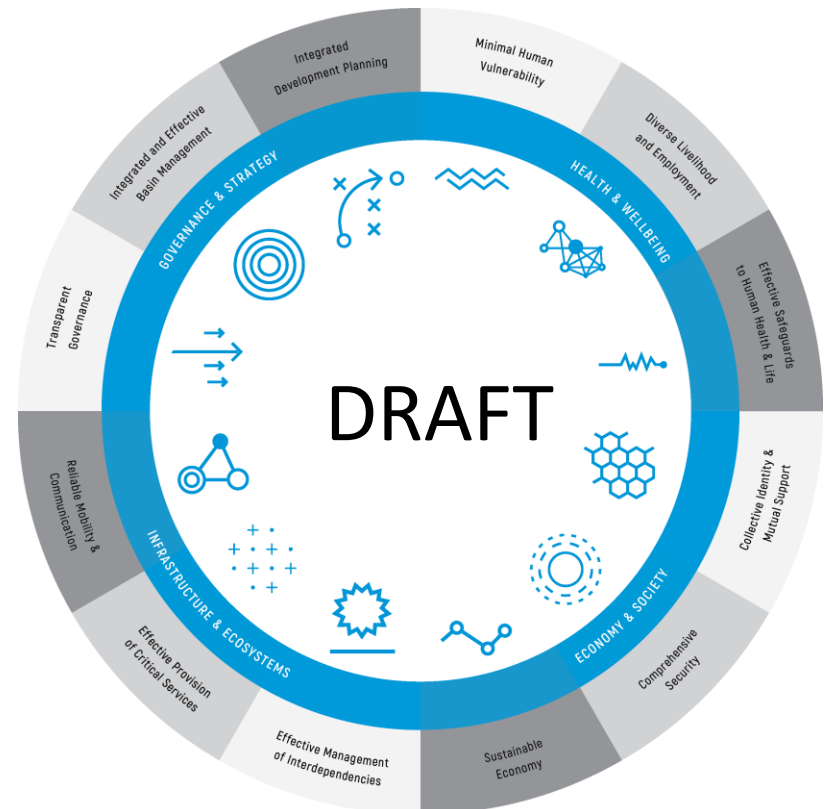 Integrated
Development Planning
Minimal Human
Vulnerability
Diverse Livelihood
and Employment
Effective Safeguards
to Human Health & Life
Collective Identity &
Mutual Support
Comprehensive
Security
Sustainable
Economy
Effective Management
of Interdependencies
Effective Provision
of Critical Services
Reliable Mobility &
Communication
Transparent
Governance
Integrated and Effective
Basin Management
GOVERNANCE & STRATEGY
HEALTH & WELLBEING
ECONOMY & SOCIETY
INFRASTRUCTURE & ECOSYSTEMS
DRAFT